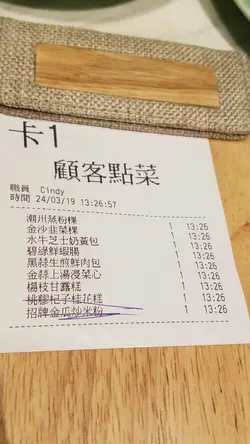 卡1
顧客點菜
職員 Cindy
時間 24/03/19 13:26:57
潮州蒸粉粿 1 13:26
金沙韭菜粿 1 13:26
水牛芝士奶黃包 1 13:26
碧綠鮮蝦腸 1 13:26
黑蒜生煎鮮肉包 1 13:26
金蒜上湯浸菜心 1 13:26
楊枝甘露糕 1 13:26
桃膠杞子桂花糕 1 13:26
招牌金瓜炒米粉 1 13:26